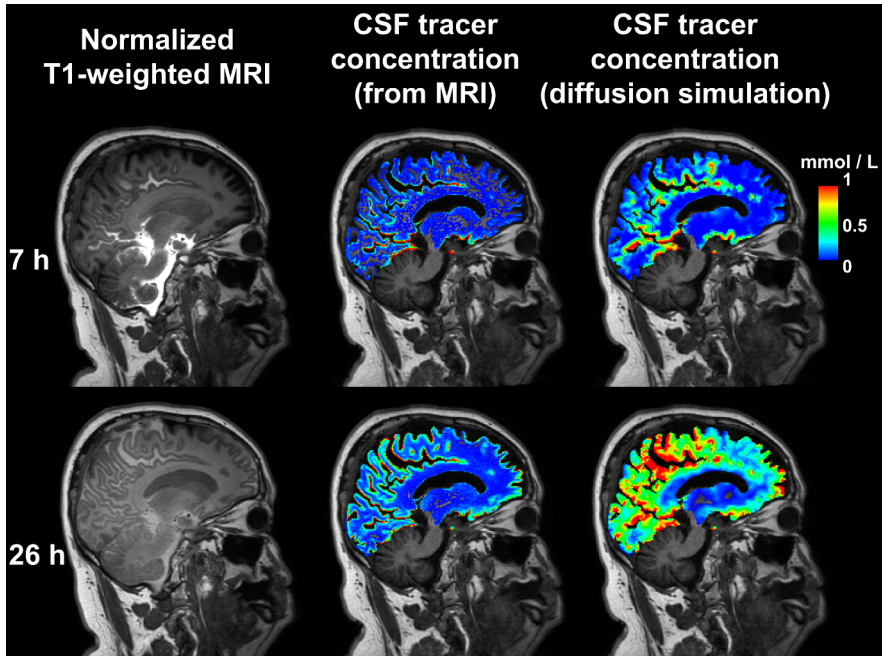 Normalized
T1-weighted MRI
CSF tracer
concentration
(from MRI)
CSF tracer
concentration
(diffusion simulation)
mmol / L
1
0.5
0
7 h
26 h